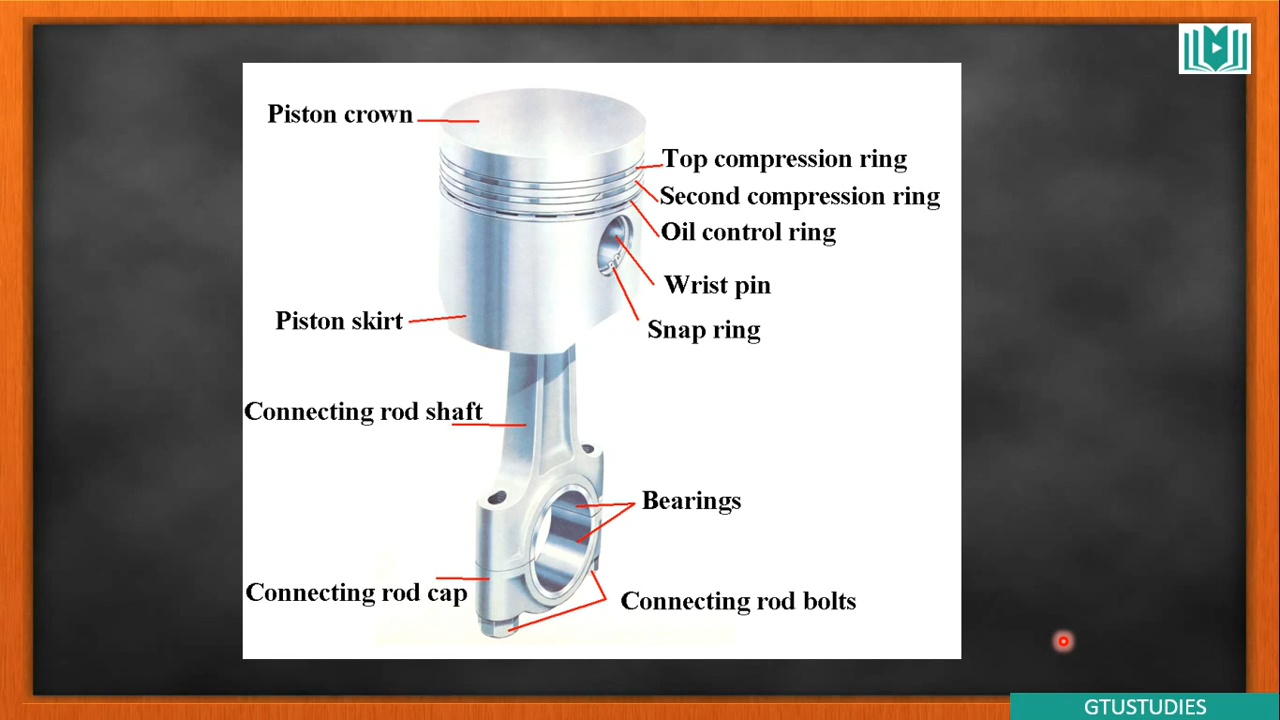 Piston crown
Top compression ring
Second compression ring
Oil control ring
Wrist pin
Piston skirt
Snap ring
Connecting rod shaft
Bearings
Connecting rod cap
Connecting rod bolts
GTUSTUDIES